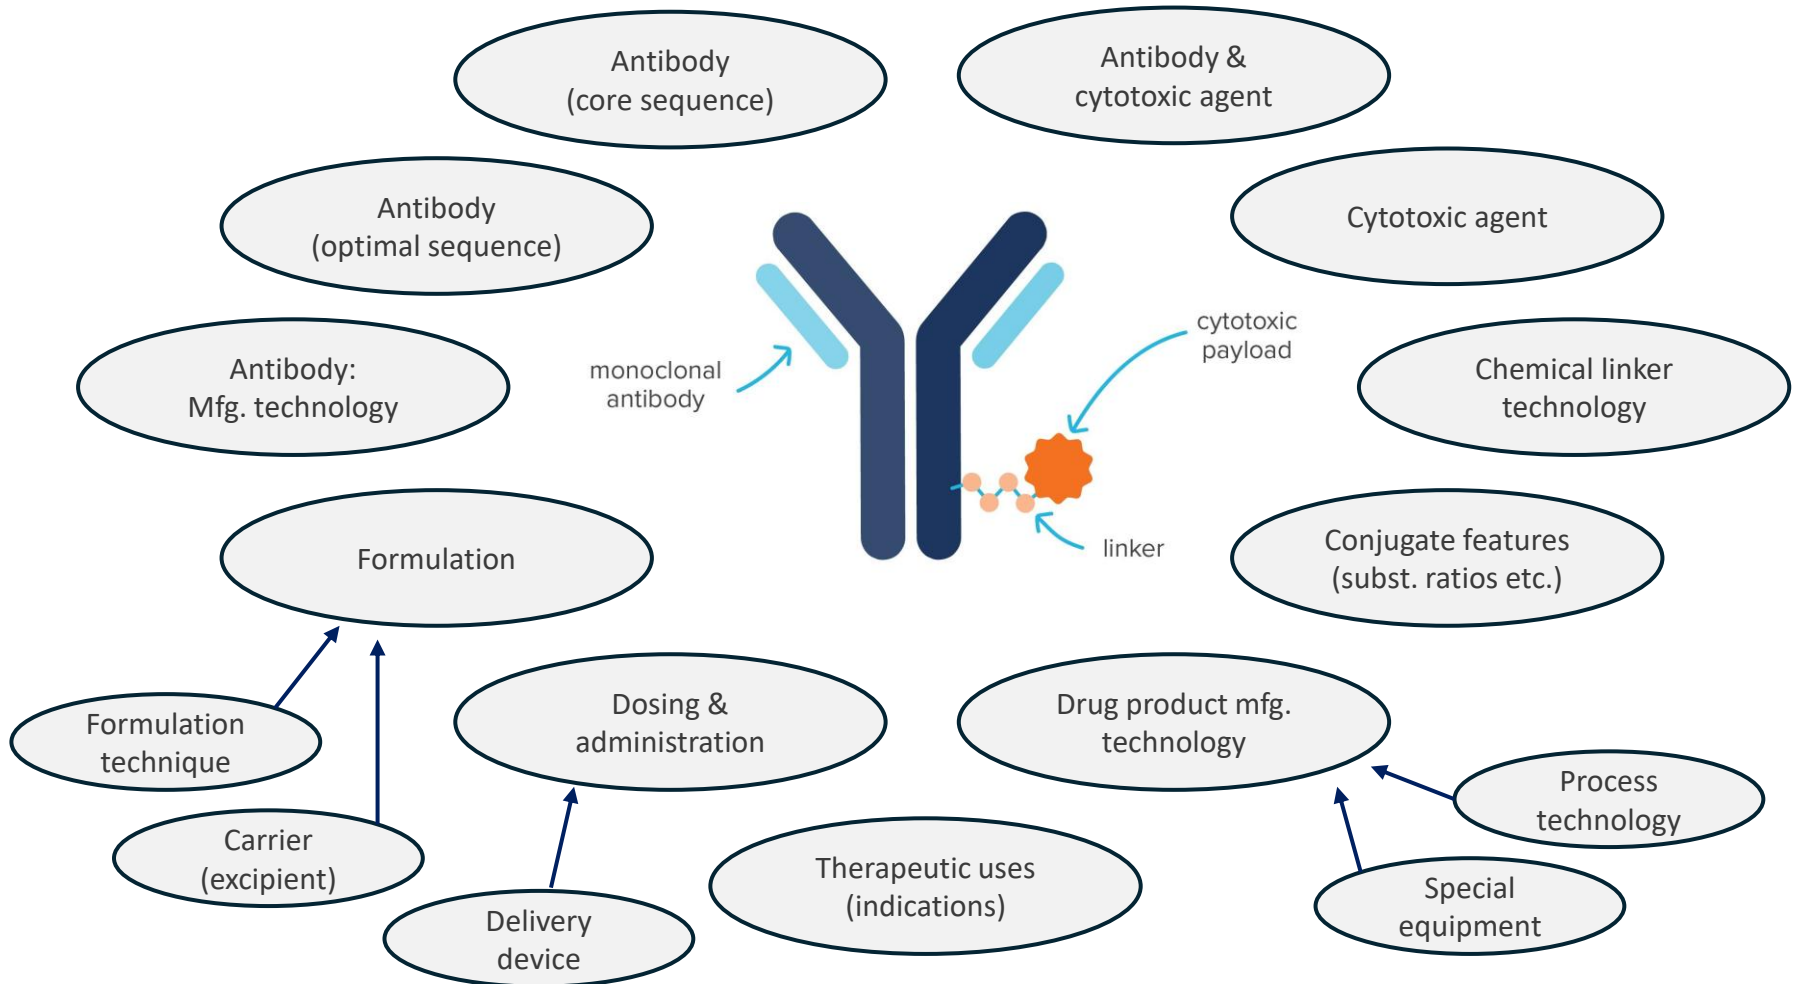 Antibody
(core sequence)
Antibody &
cytotoxic agent
Antibody
(optimal sequence)
Cytotoxic agent
Antibody:
Mfg. technology
monoclonal
antibody
cytotoxic
payload
Chemical linker
technology
linker
Formulation
Conjugate features
(subst. ratios etc.)
Formulation
technique
Dosing &
administration
Drug product mfg.
technology
Process
technology
Carrier
(excipient)
Therapeutic uses
(indications)
Special
equipment
Delivery
device